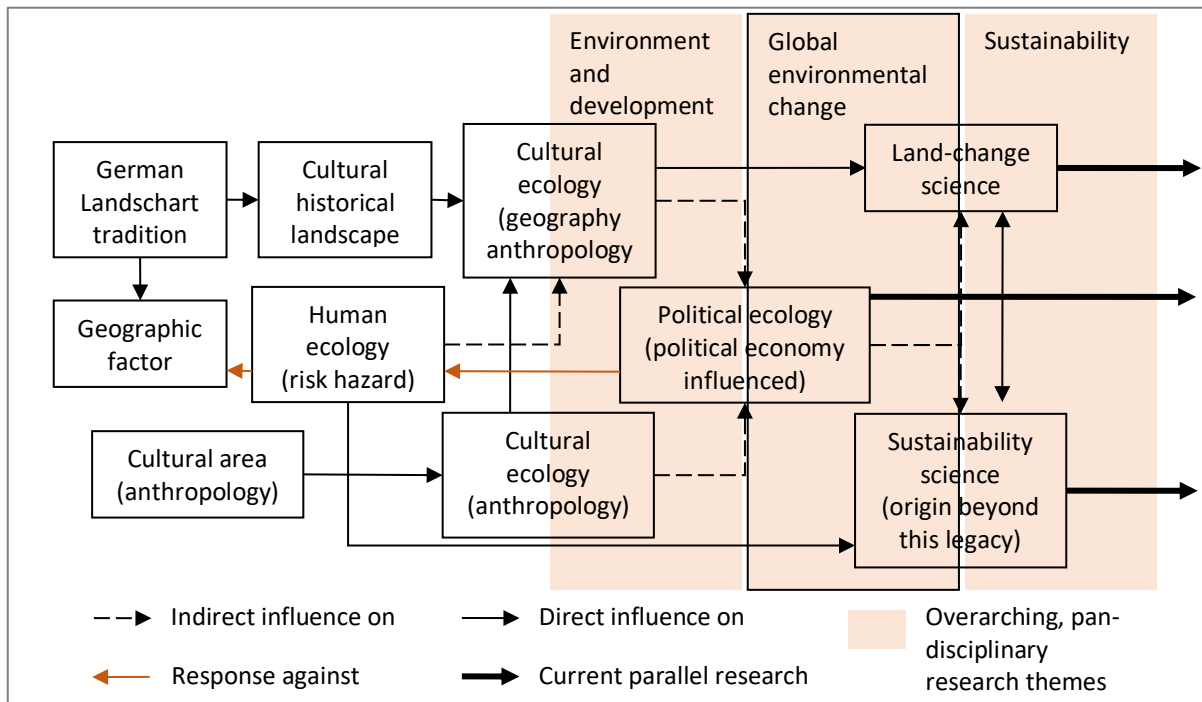 Environment
and
development
Global
environmental
change
Sustainability
German
Landschart
tradition
Cultural
historical
landscape
Cultural
ecology
(geography
anthropology
Land-change
science
Geographic
factor
Human
ecology
(risk hazard)
Political ecology
(political economy
influenced)
Cultural area
(anthropology)
Cultural
ecology
(anthropology)
Sustainability
science
(origin beyond
this legacy)
Indirect influence on
Direct influence on
Overarching, pan-
disciplinary
research themes
Response against
Current parallel research